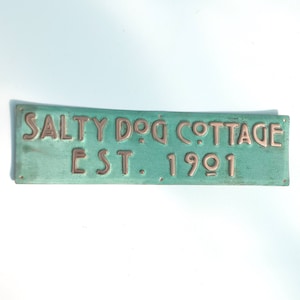 SALTY DOG COTTAGE
EST. 1901